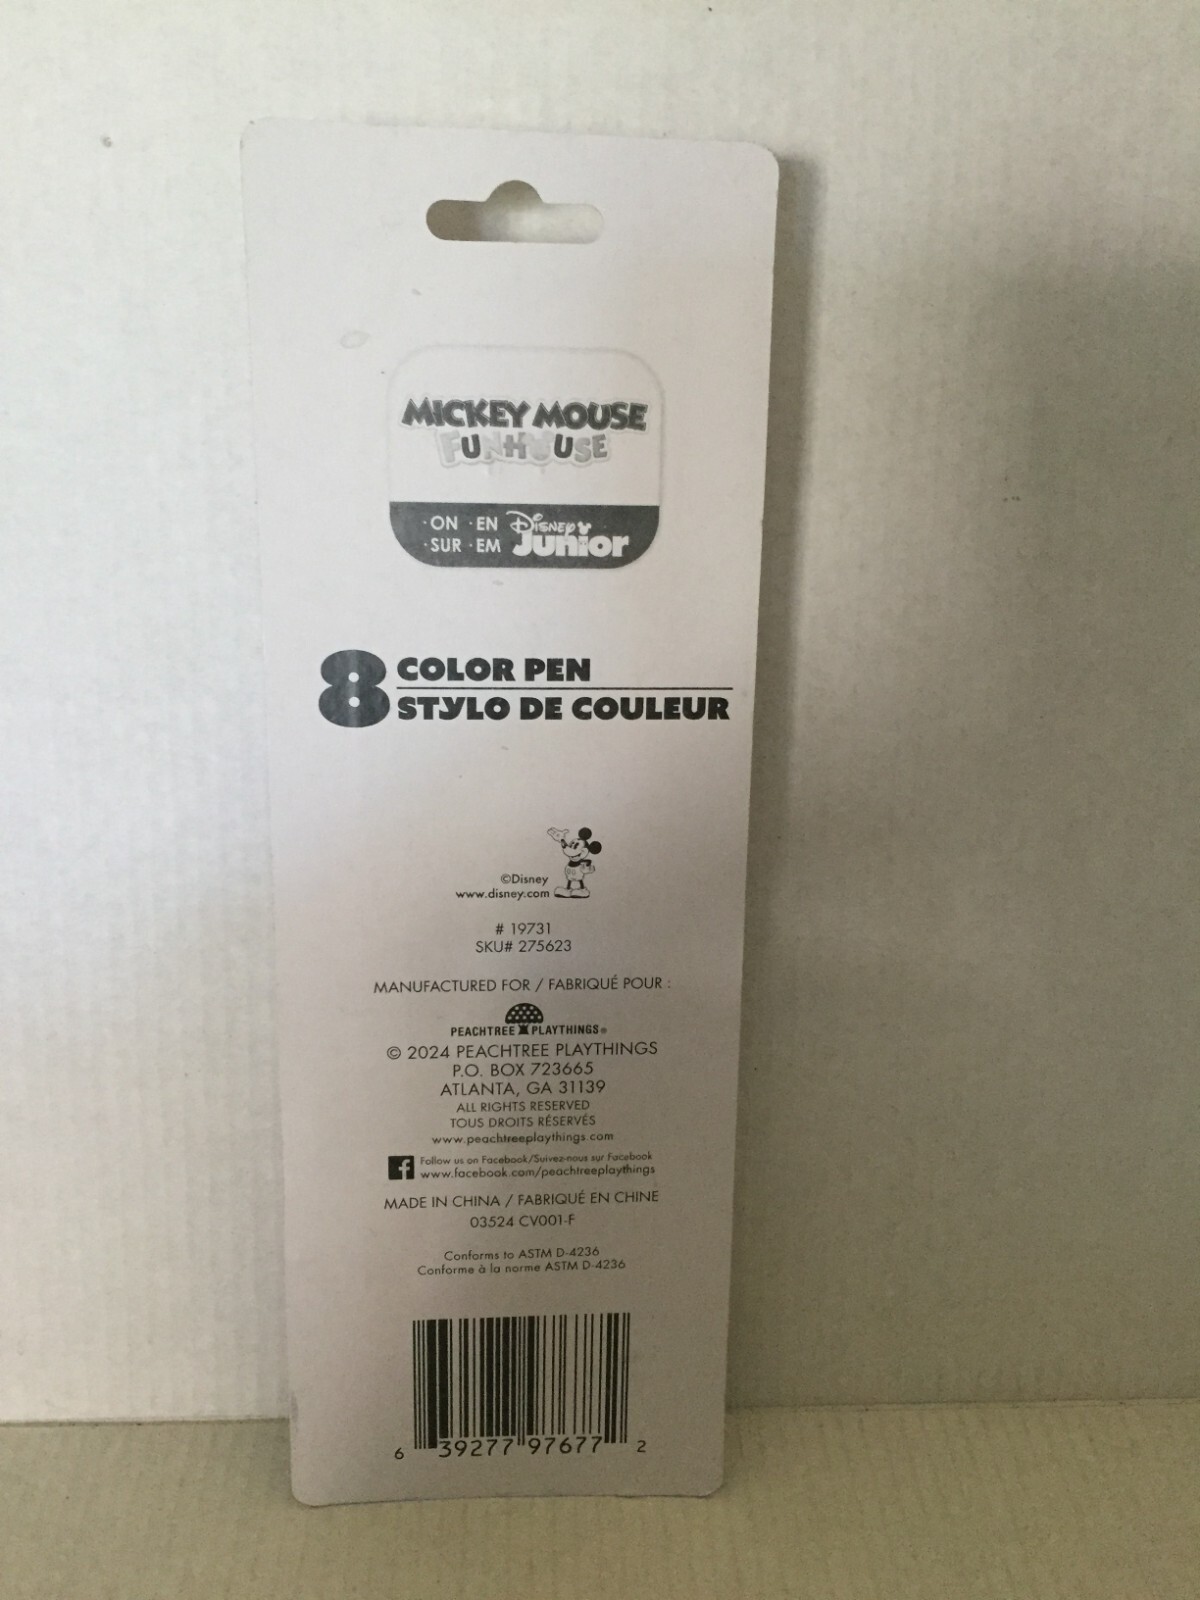 MICKEY MOUSE
FUNHOUSE
· ON · EN Disney
· SUR · EM Junior
8 COLOR PEN
STYLO DE COULEUR
©Disney
www.disney.com
# 19731
SKU# 275623
MANUFACTURED FOR / FABRIQUÉ POUR :
PEACHTREE PLAYTHINGS®
© 2024 PEACHTREE PLAYTHINGS
P.O. BOX 723665
ATLANTA, GA 31139
ALL RIGHTS RESERVED
TOUS DROITS RÉSERVÉS
www.peachtreeplaythings.com
f Follow us on Facebook/Suivez-nous sur Facebook
www.facebook.com/peachtreeplaythings
MADE IN CHINA / FABRIQUÉ EN CHINE
03524 CV001-F
Conforms to ASTM D-4236
Conforme à la norme ASTM D-4236
6 39277 97677 2